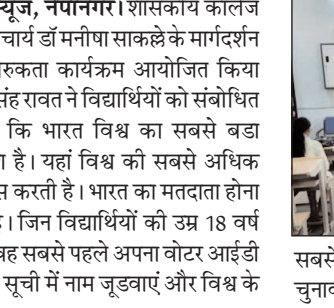 न्यूज, नेपानगर। शासकीय कॉलेज
चार्य डॉ मनीषा साकल्ले के मार्गदर्शन
रुकता कार्यक्रम आयोजित किया
संह रावत ने विद्यार्थियों को संबोधित
कि भारत विश्व का सबसे बडा
ा है। यहां विश्व की सबसे अधिक
स करती है। भारत का मतदाता होना
है। जिन विद्यार्थियों की उम्र 18 वर्ष
वह सबसे पहले अपना वोटर आईडी
सूची में नाम जूडवाएं और विश्व के
सबसे
चुनाव